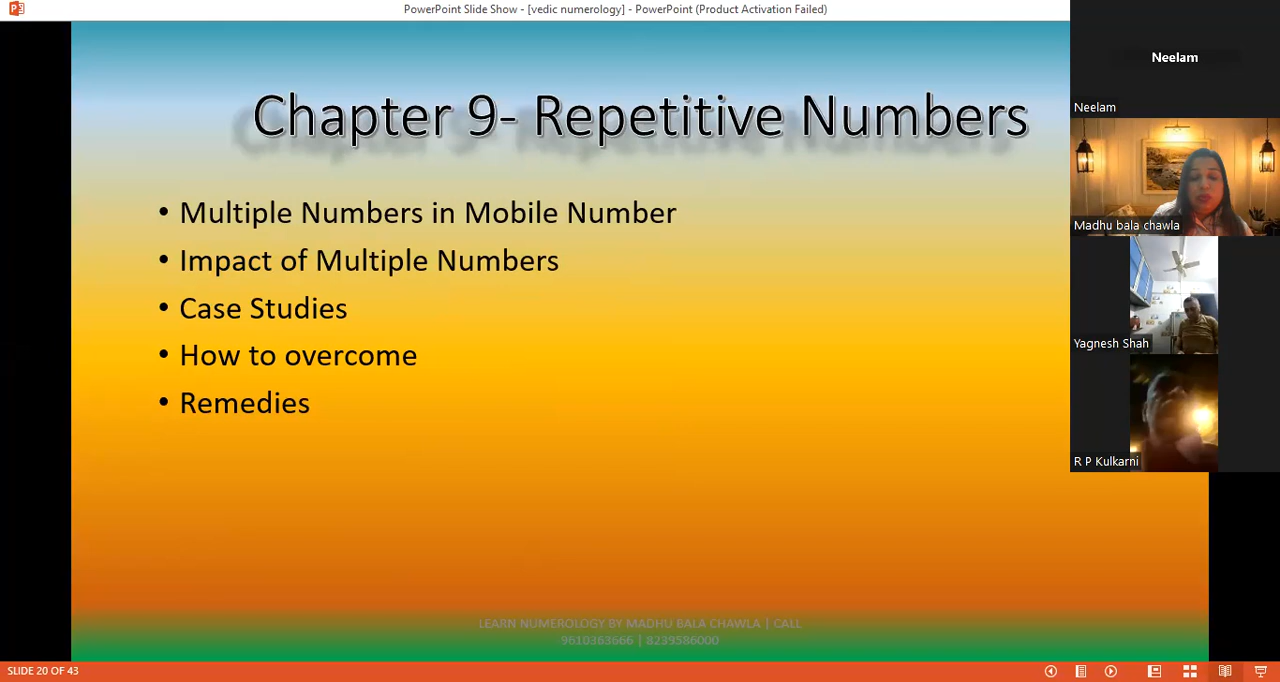 PowerPoint Slide Show - [vedic numerology] - PowerPoint (Product Activation Failed)
Chapter 9- Repetitive Numbers
• Multiple Numbers in Mobile Number
• Impact of Multiple Numbers
• Case Studies
• How to overcome
• Remedies
LEARN NUMEROLOGY BY MADHU BALA CHAWLA | CALL
9610363666 | 8239586000
SLIDE 20 OF 43
Neelam
Neelam
Madhu bala chawla
Yagnesh Shah
R P Kulkarni